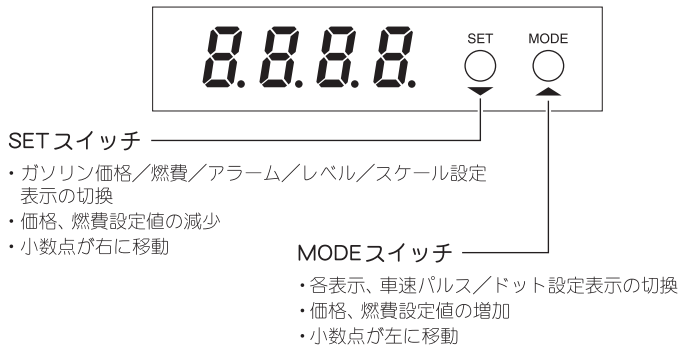 8.8.8.8.
SET MODE
SETスイッチ
・ガソリン価格／燃費／アラーム／レベル／スケール設定
表示の切換
・価格、燃費設定値の減少
・小数点が右に移動
MODEスイッチ
・各表示、車速パルス／ドット設定表示の切換
・価格、燃費設定値の増加
・小数点が左に移動